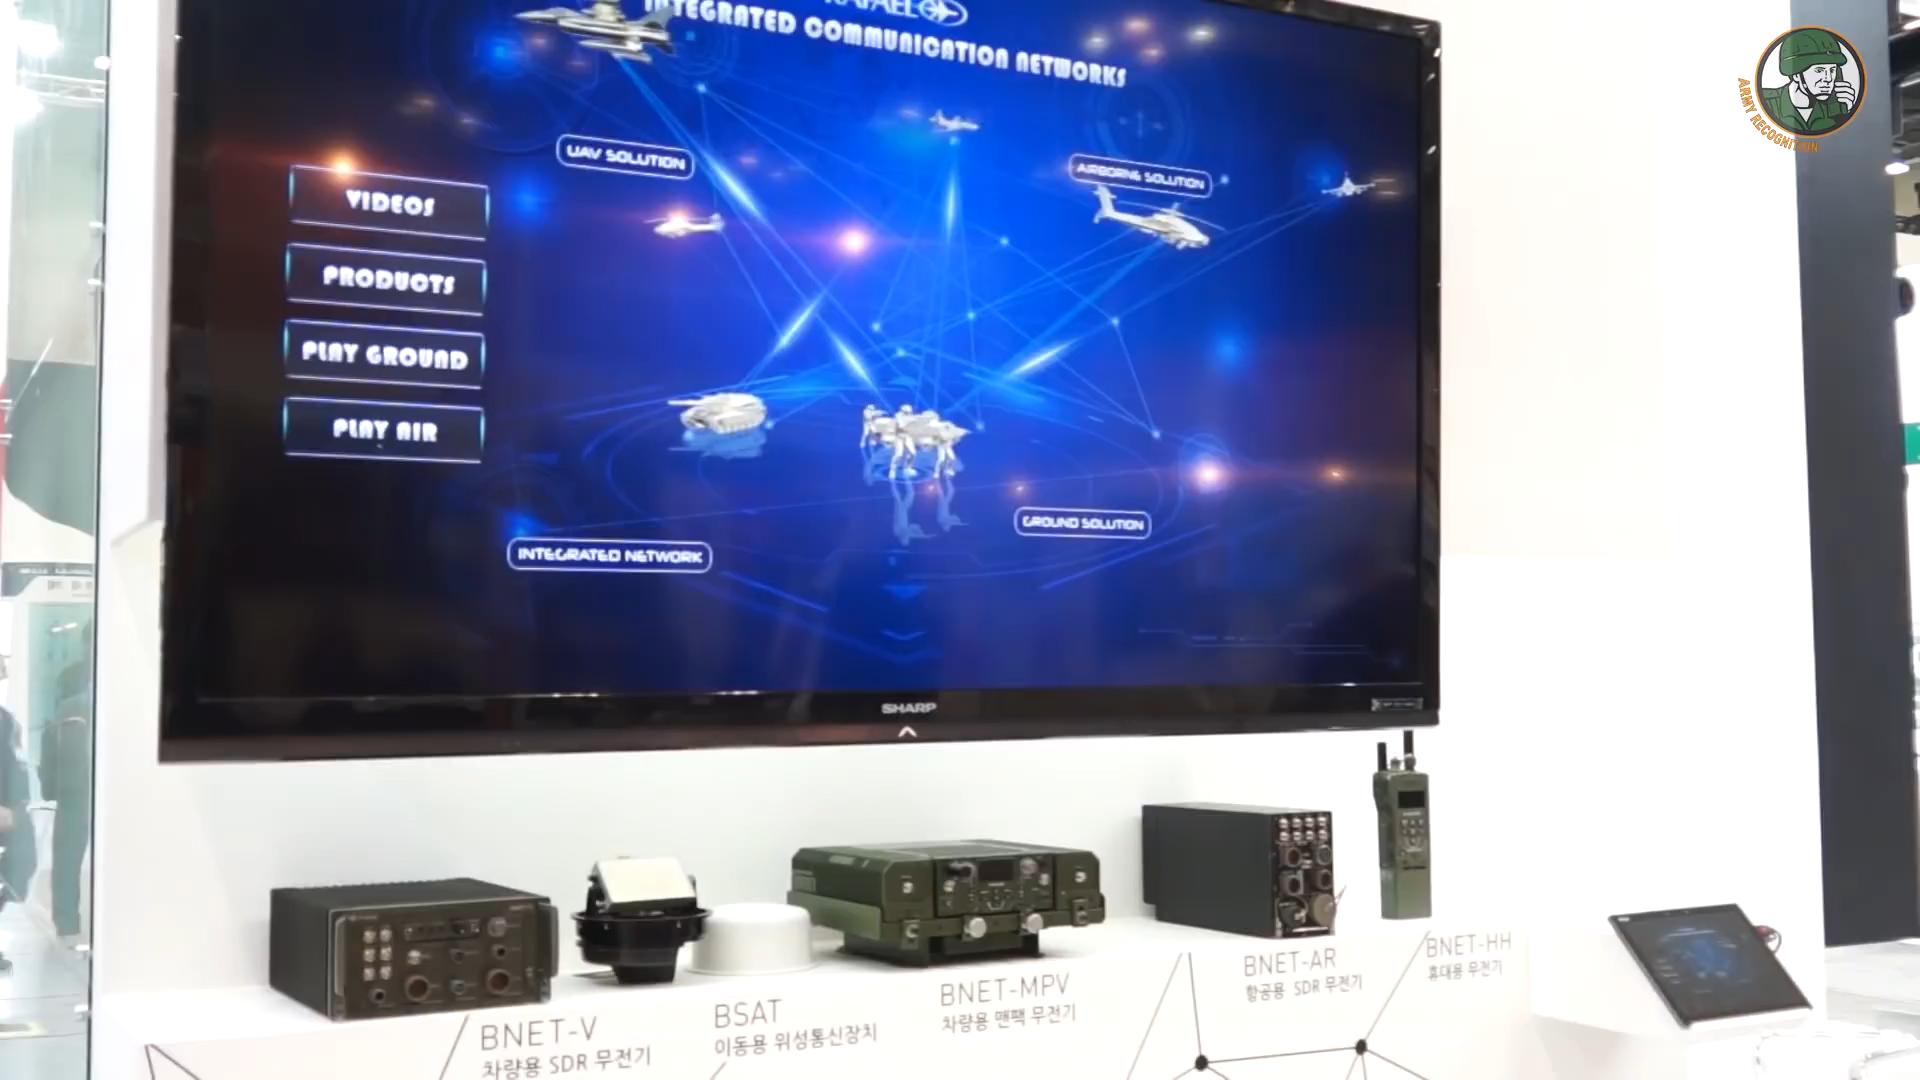 RAFAEL
INTEGRATED COMMUNICATION NETWORKS
ARMY RECOGNITION
UAV SOLUTION
AIRBORNE SOLUTION
VIDEOS
PRODUCTS
PLAY GROUND
PLAY AIR
GROUND SOLUTION
INTEGRATED NETWORK
SHARP
BNET-V
차량용 SDR 무전기
BSAT
이동용 위성통신장치
BNET-MPV
차량용 맨팩 무전기
BNET-AR
항공용 SDR 무전기
BNET-HH
휴대용 무전기